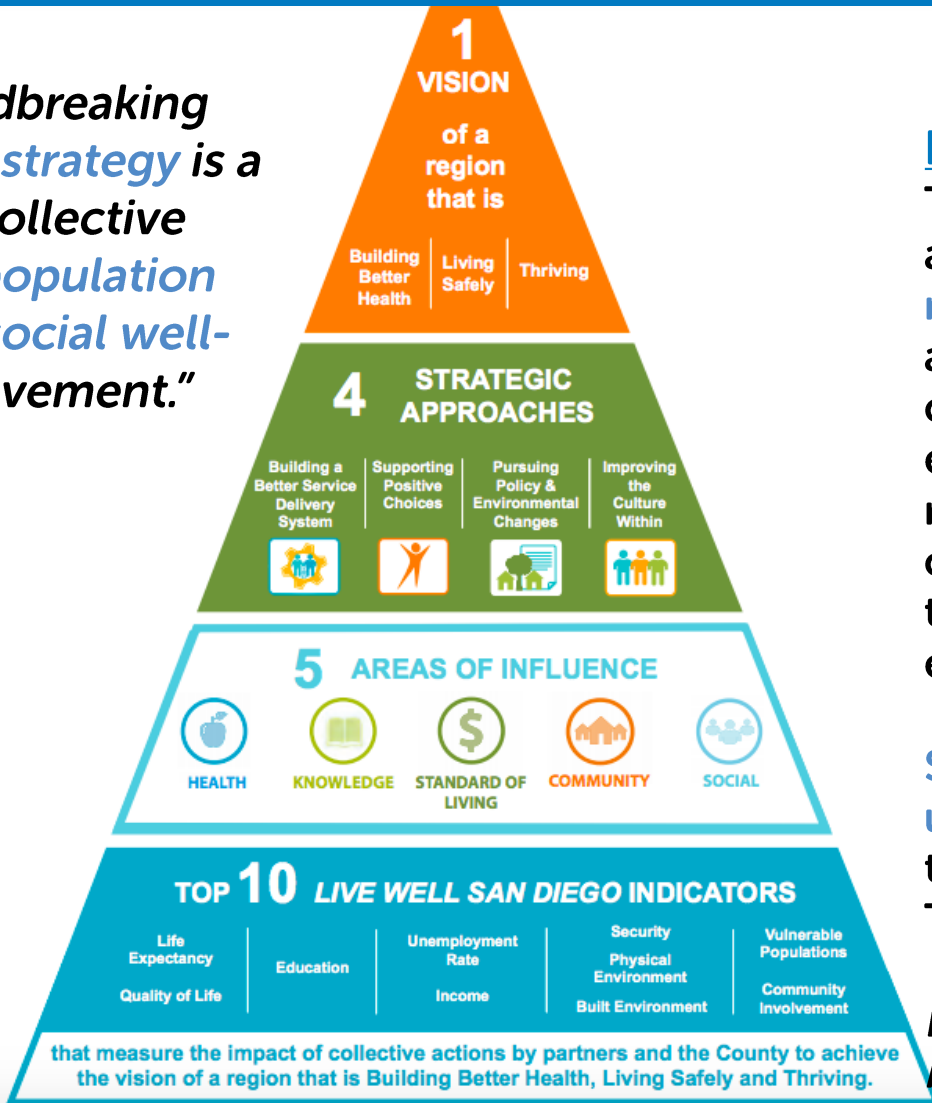 dbreaking
strategy is a
ollective
opulation
ocial well-
vement.”
1
VISION
of a
region
that is
Building
Better
Health
Living
Safely
Thriving
4
STRATEGIC
APPROACHES
Building a
Better Service
Delivery
System
Supporting
Positive
Choices
Pursuing
Policy &
Environmental
Changes
Improving
the
Culture
Within
5 AREAS OF INFLUENCE
HEALTH
KNOWLEDGE
STANDARD OF
LIVING
COMMUNITY
SOCIAL
TOP 10 LIVE WELL SAN DIEGO INDICATORS
Life
Expectancy
Quality of Life
Education
Unemployment
Rate
Income
Security
Physical
Environment
Built Environment
Vulnerable
Populations
Community
Involvement
that measure the impact of collective actions by partners and the County to achieve
the vision of a region that is Building Better Health, Living Safely and Thriving.